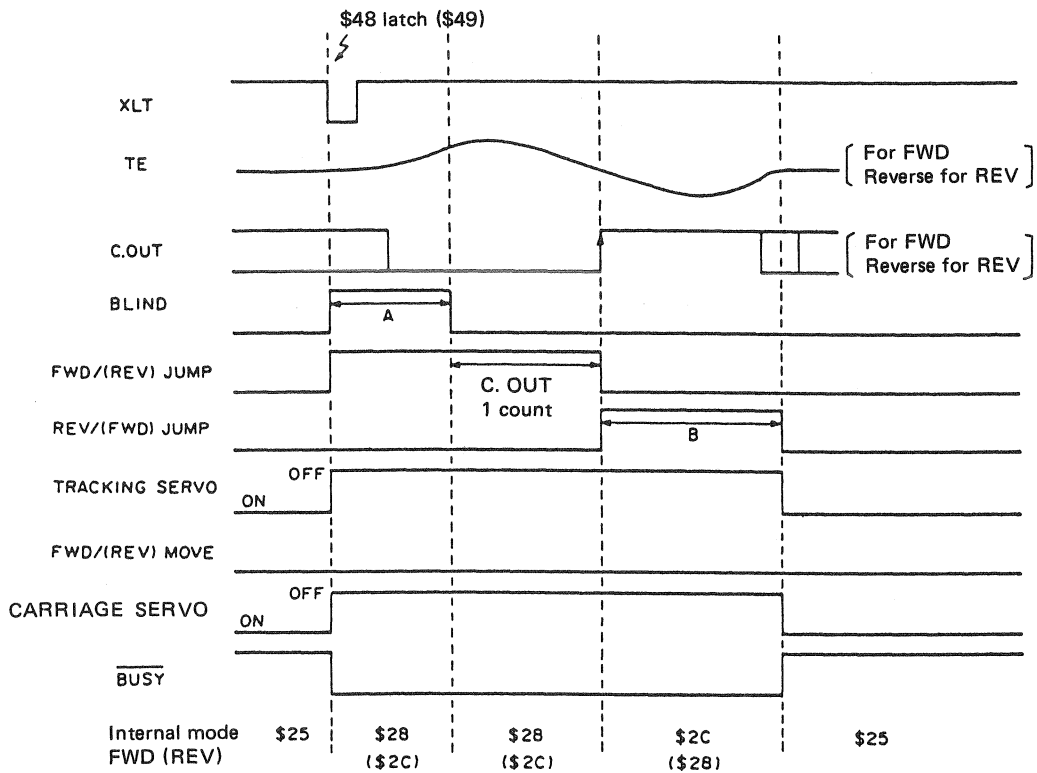 $48 latch ($49)
XLT
TE
For FWD
Reverse for REV
C.OUT
For FWD
Reverse for REV
BLIND
A
FWD/(REV) JUMP
C. OUT
1 count
REV/(FWD) JUMP
B
TRACKING SERVO
OFF
ON
FWD/(REV) MOVE
CARRIAGE SERVO
OFF
ON
BUSY
Internal mode $25 $28 $28 $2C $25
FWD (REV) ($2C) ($2C) ($28)